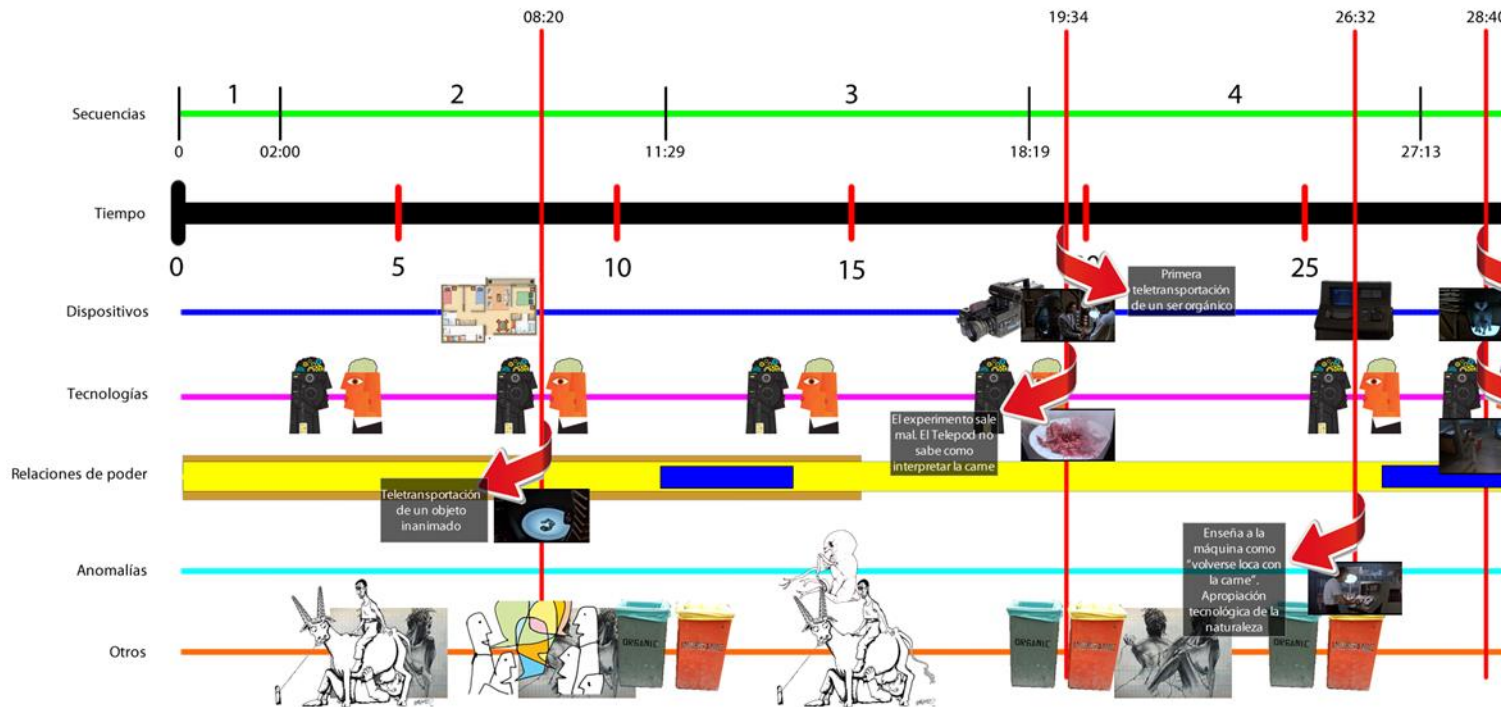 08:20
19:34
26:32
28:40
1
2
3
4
Secuencias
0
02:00
11:29
18:19
27:13
Tiempo
0
5
10
15
25
Primera
teletransportación
de un ser orgánico
Dispositivos
Tecnologías
El experimento sale
mal. El Telepod no
sabe como
interpretar la carne
Relaciones de poder
Teletransportación
de un objeto
inanimado
Enseña a la
máquina como
"volverse loca con
la carne".
Apropiación
tecnológica de la
naturaleza
Anomalías
Otros
ORGANIC
ORGANIC
ORGANIC